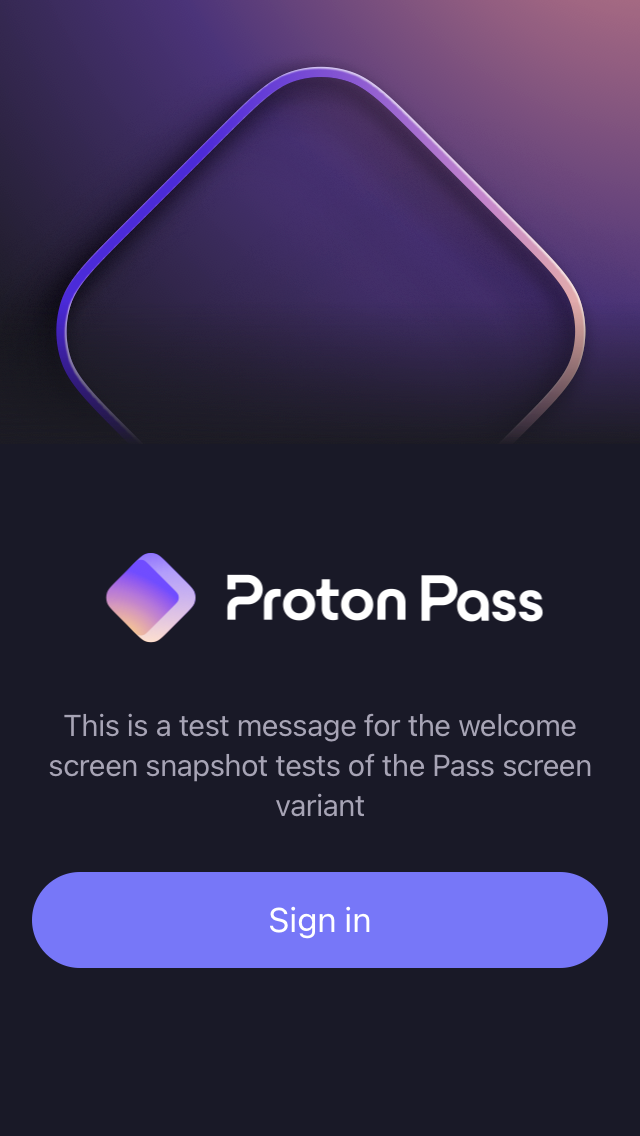 Proton Pass
This is a test message for the welcome
screen snapshot tests of the Pass screen
variant
Sign in